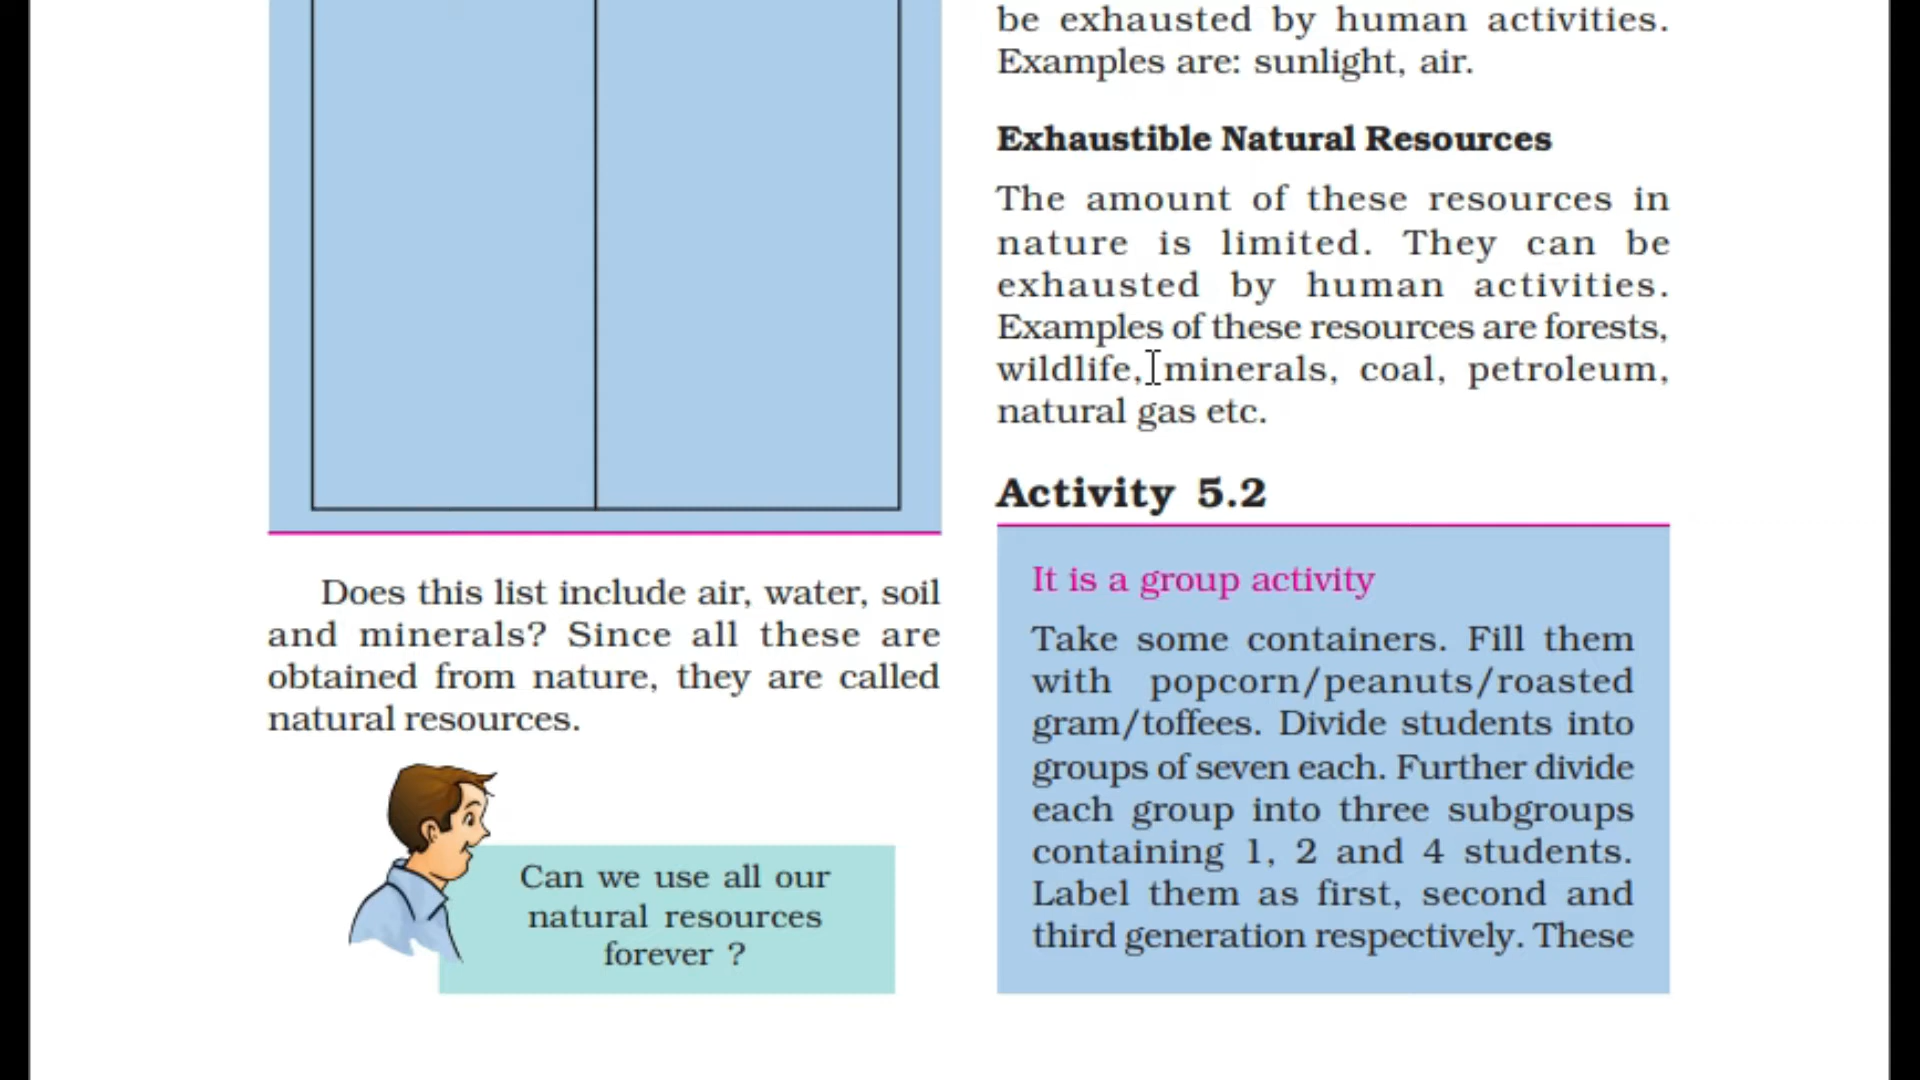 Does this list include air, water, soil
and minerals? Since all these are
obtained from nature, they are called
natural resources.
Can we use all our
natural resources
forever ?
be exhausted by human activities.
Examples are: sunlight, air.
Exhaustible Natural Resources
The amount of these resources in
nature is limited. They can be
exhausted by human activities.
Examples of these resources are forests,
wildlife, minerals, coal, petroleum,
natural gas etc.
Activity 5.2
It is a group activity
Take some containers. Fill them
with popcorn/peanuts/roasted
gram/toffees. Divide students into
groups of seven each. Further divide
each group into three subgroups
containing 1, 2 and 4 students.
Label them as first, second and
third generation respectively. These